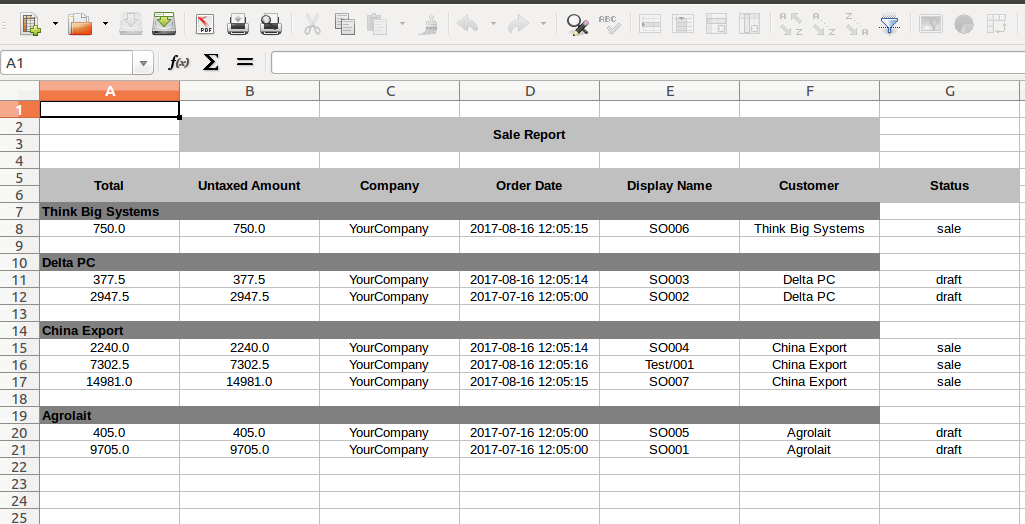 PDF
ABC
A Z
A Z
Z A
A1
f(x) Σ =
A B C D E F G
1
2
Sale Report
3
4
5
Total Untaxed Amount Company Order Date Display Name Customer Status
6
7 Think Big Systems
8 750.0 750.0 YourCompany 2017-08-16 12:05:15 SO006 Think Big Systems sale
9
10 Delta PC
11 377.5 377.5 YourCompany 2017-08-16 12:05:14 SO003 Delta PC draft
12 2947.5 2947.5 YourCompany 2017-07-16 12:05:00 SO002 Delta PC draft
13
14 China Export
15 2240.0 2240.0 YourCompany 2017-08-16 12:05:14 SO004 China Export sale
16 7302.5 7302.5 YourCompany 2017-08-16 12:05:16 Test/001 China Export sale
17 14981.0 14981.0 YourCompany 2017-08-16 12:05:15 SO007 China Export sale
18
19 Agrolait
20 405.0 405.0 YourCompany 2017-07-16 12:05:00 SO005 Agrolait draft
21 9705.0 9705.0 YourCompany 2017-07-16 12:05:00 SO001 Agrolait draft
22
23
24
25